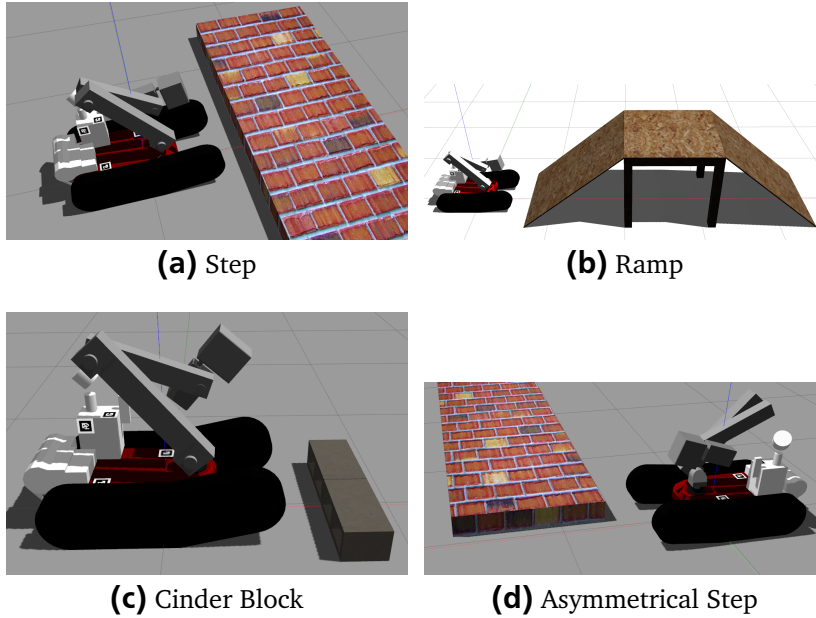 (a) Step
(b) Ramp
(c) Cinder Block
(d) Asymmetrical Step